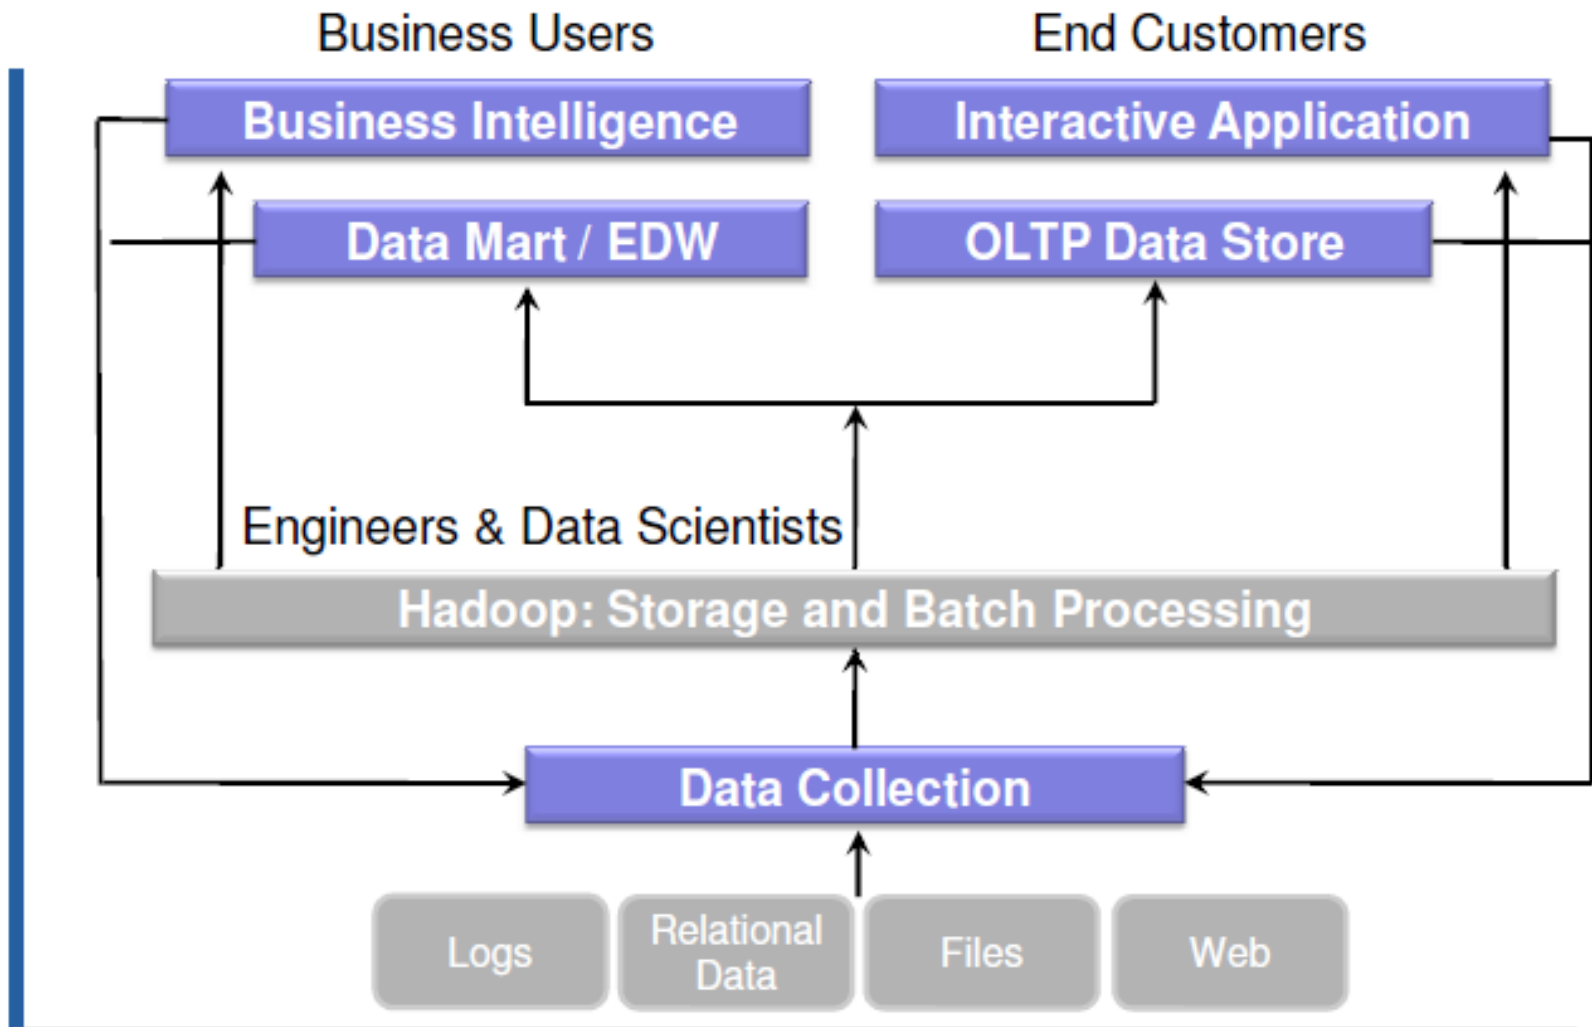 Business Users
End Customers
Business Intelligence
Interactive Application
Data Mart / EDW
OLTP Data Store
Engineers & Data Scientists
Hadoop: Storage and Batch Processing
Data Collection
Logs
Relational
Data
Files
Web